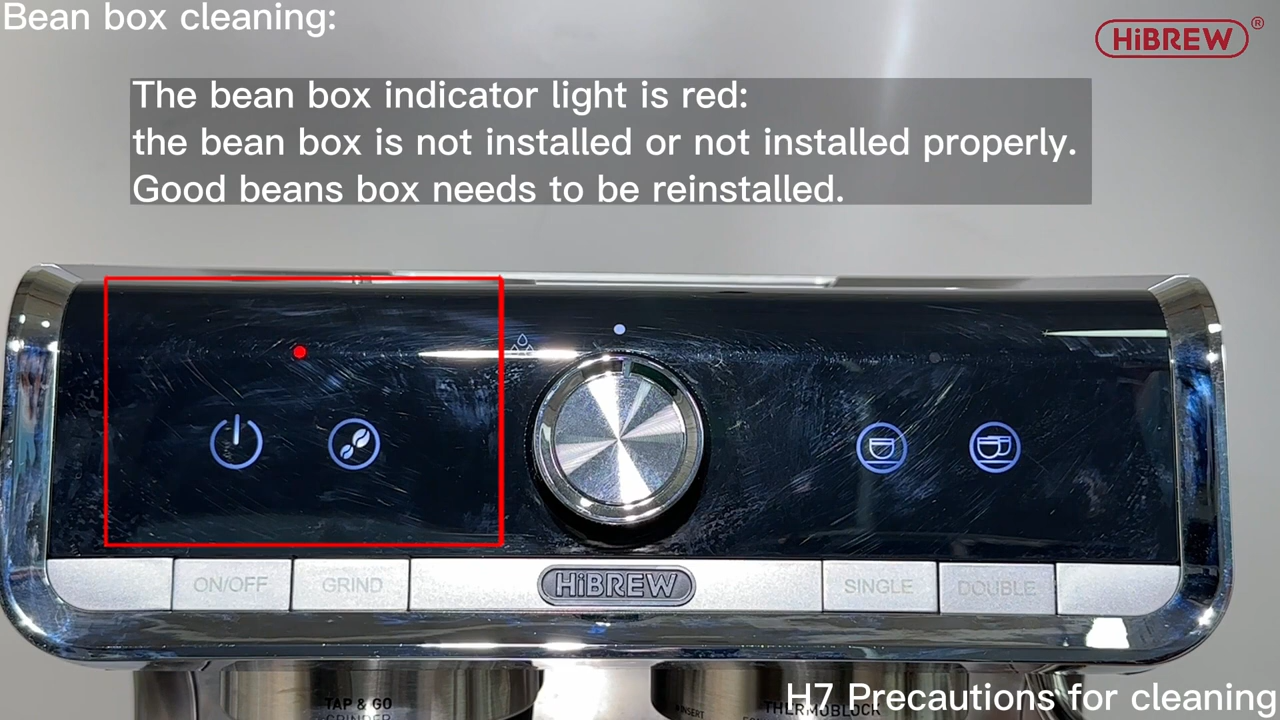 Bean box cleaning:
HiBREW®
The bean box indicator light is red:
the bean box is not installed or not installed properly.
Good beans box needs to be reinstalled.
ON/OFF
GRIND
HiBREW
SINGLE
DOUBLE
TAP & GO
GRINDER
INSERT
THERMOBLOCK
H7 Precautions for cleaning